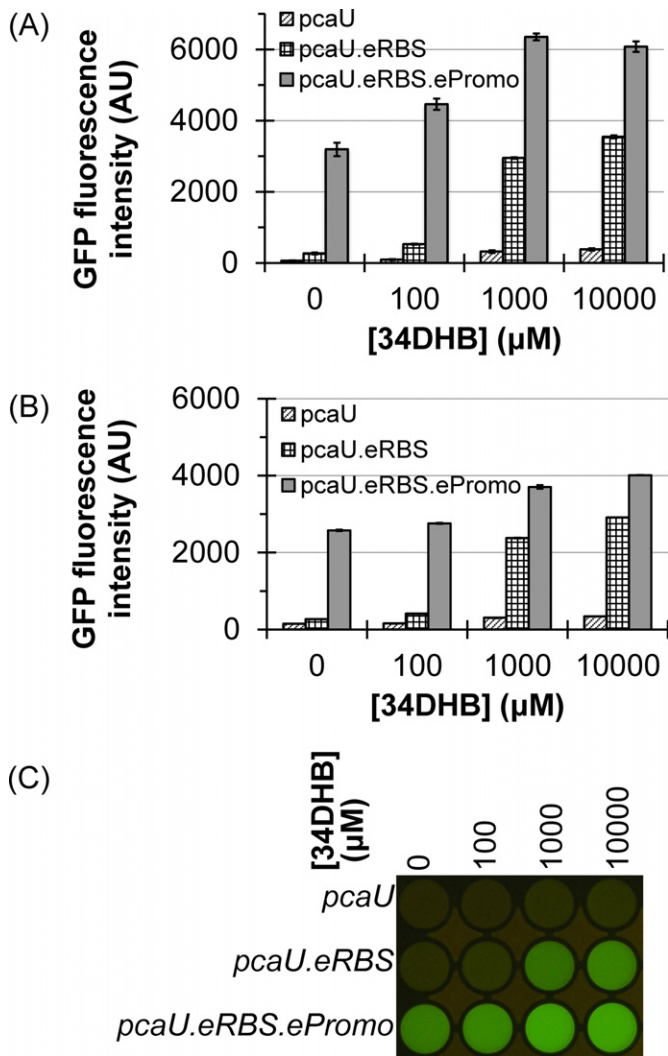 (A)
GFP fluorescence
intensity (AU)
6000
4000
2000
0
pcaU
pcaU.eRBS
pcaU.eRBS.ePromo
0 100 1000 10000
[34DHB] (µM)
(B)
GFP fluorescence
intensity (AU)
6000
4000
2000
0
pcaU
pcaU.eRBS
pcaU.eRBS.ePromo
0 100 1000 10000
[34DHB] (µM)
(C)
[34DHB]
(µM)
0 100 1000 10000
pcaU
pcaU.eRBS
pcaU.eRBS.ePromo